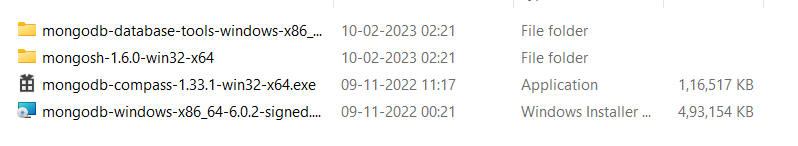 mongodb-database-tools-windows-x86_... 10-02-2023 02:21 File folder
mongosh-1.6.0-win32-x64 10-02-2023 02:21 File folder
mongodb-compass-1.33.1-win32-x64.exe 09-11-2022 11:17 Application 1,16,517 KB
mongodb-windows-x86_64-6.0.2-signed.... 09-11-2022 00:21 Windows Installer ... 4,93,154 KB